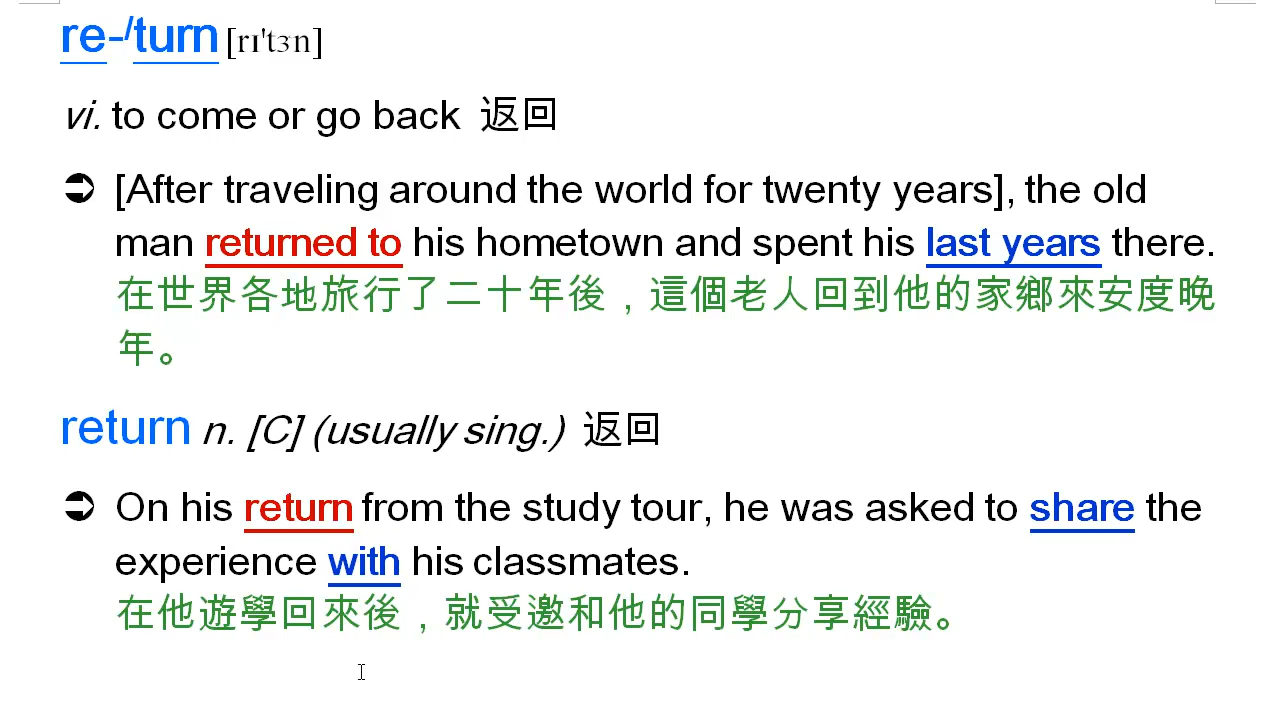 re-/turn [rɪ'tɜn]
vi. to come or go back 返回
➲ [After traveling around the world for twenty years], the old
man returned to his hometown and spent his last years there.
在世界各地旅行了二十年後，這個老人回到他的家鄉來安度晚
年。
return n. [C] (usually sing.) 返回
➲ On his return from the study tour, he was asked to share the
experience with his classmates.
在他遊學回來後，就受邀和他的同學分享經驗。